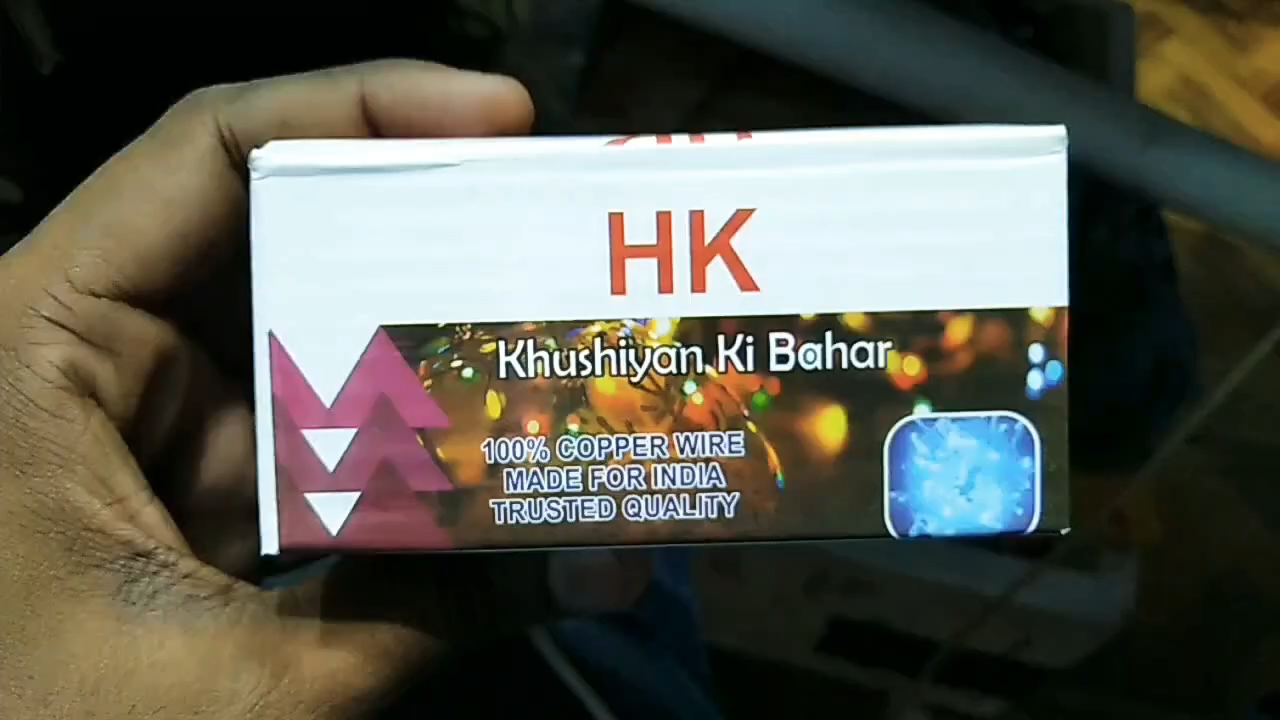 HK
Khushiyan Ki Bahar
100% COPPER WIRE
MADE FOR INDIA
TRUSTED QUALITY